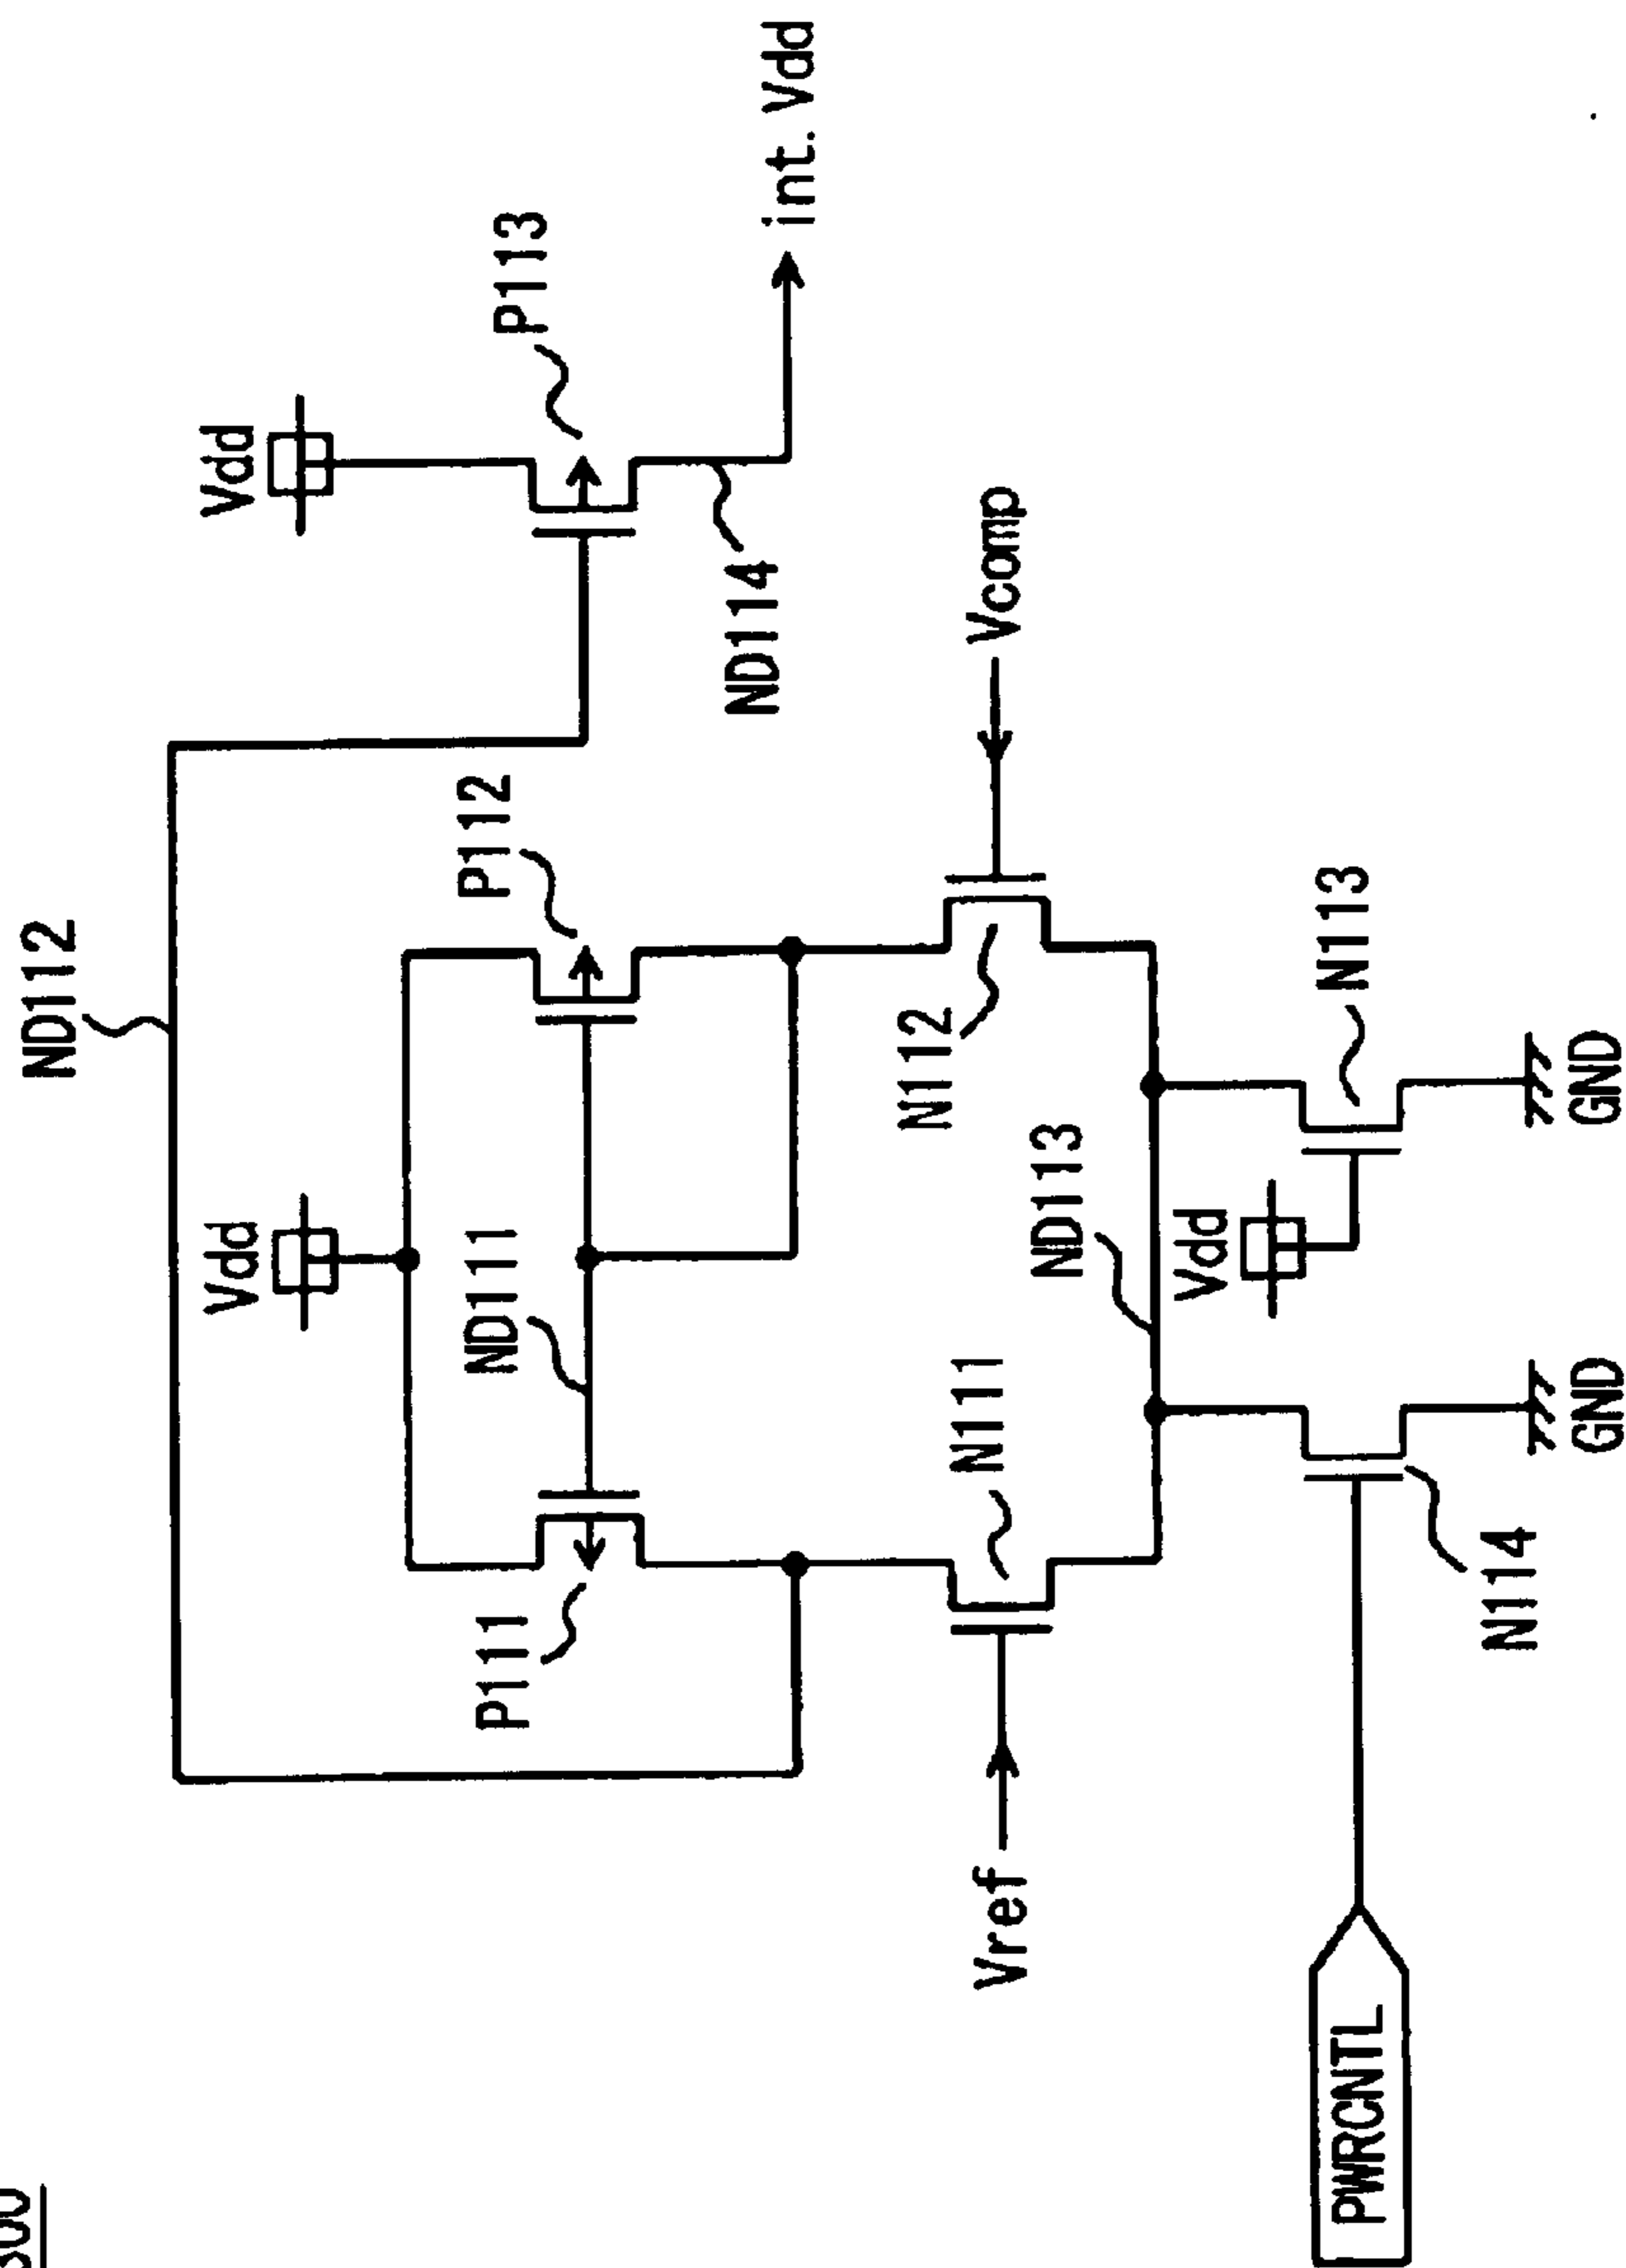 ND112
Vdd
Vdd
P113
P111
ND111
P112
int. Vdd
ND114
Vref
N111
N112
Vcomp
ND113
PWRCNTL
Vdd
N113
N114
GND
GND